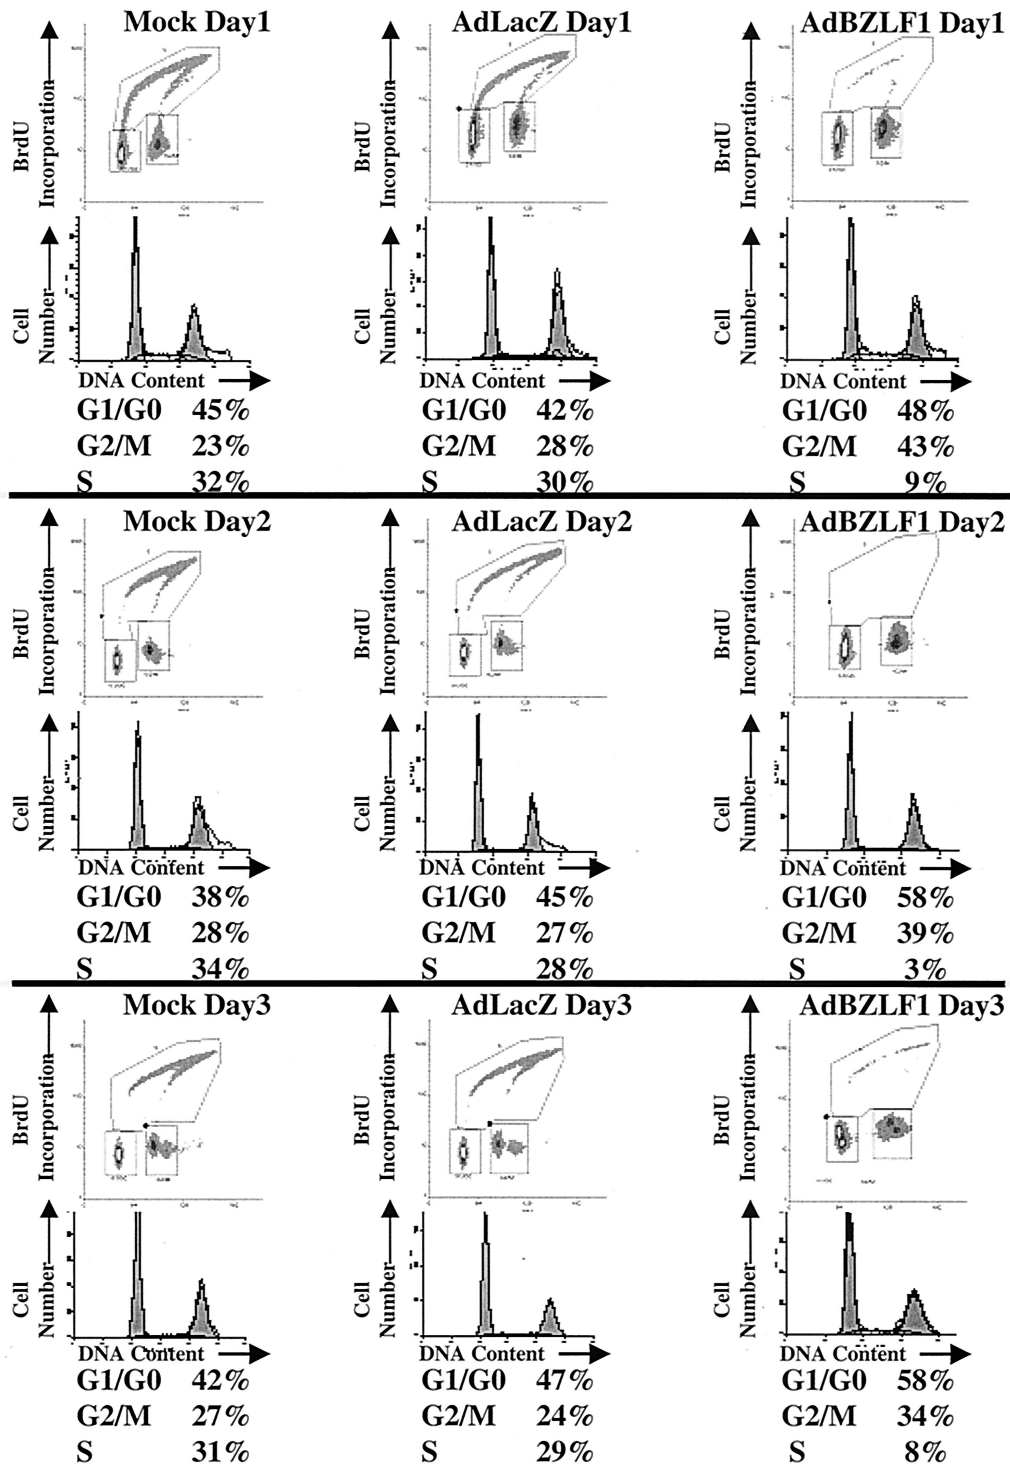 Mock Day1 AdLacZ Day1 AdBZLF1 Day1
BrdU Incorporation BrdU Incorporation BrdU Incorporation
Cell Number Cell Number Cell Number
DNA Content DNA Content DNA Content
G1/G0 45% G1/G0 42% G1/G0 48%
G2/M 23% G2/M 28% G2/M 43%
S 32% S 30% S 9%
Mock Day2 AdLacZ Day2 AdBZLF1 Day2
BrdU Incorporation BrdU Incorporation BrdU Incorporation
Cell Number Cell Number Cell Number
DNA Content DNA Content DNA Content
G1/G0 38% G1/G0 45% G1/G0 58%
G2/M 28% G2/M 27% G2/M 39%
S 34% S 28% S 3%
Mock Day3 AdLacZ Day3 AdBZLF1 Day3
BrdU Incorporation BrdU Incorporation BrdU Incorporation
Cell Number Cell Number Cell Number
DNA Content DNA Content DNA Content
G1/G0 42% G1/G0 47% G1/G0 58%
G2/M 27% G2/M 24% G2/M 34%
S 31% S 29% S 8%